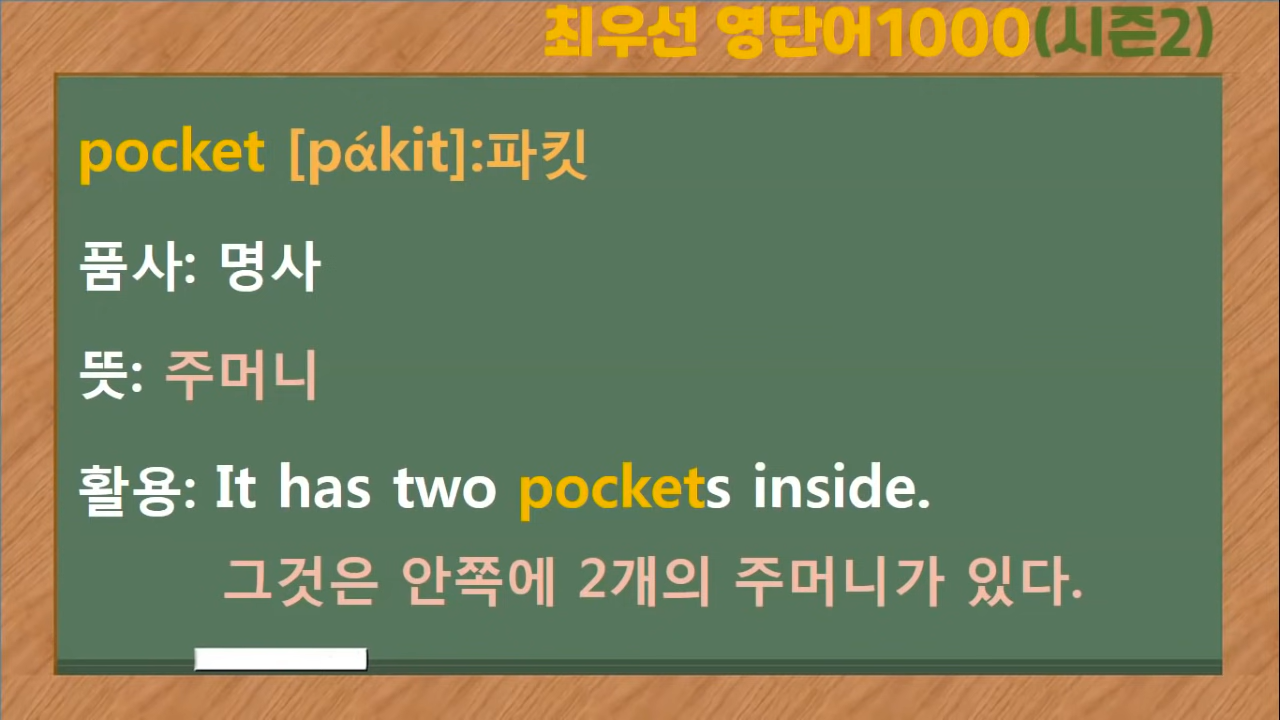 최우선 영단어1000(시즌2)
pocket [pάkit]:파킷
품사: 명사
뜻: 주머니
활용: It has two pockets inside.
그것은 안쪽에 2개의 주머니가 있다.